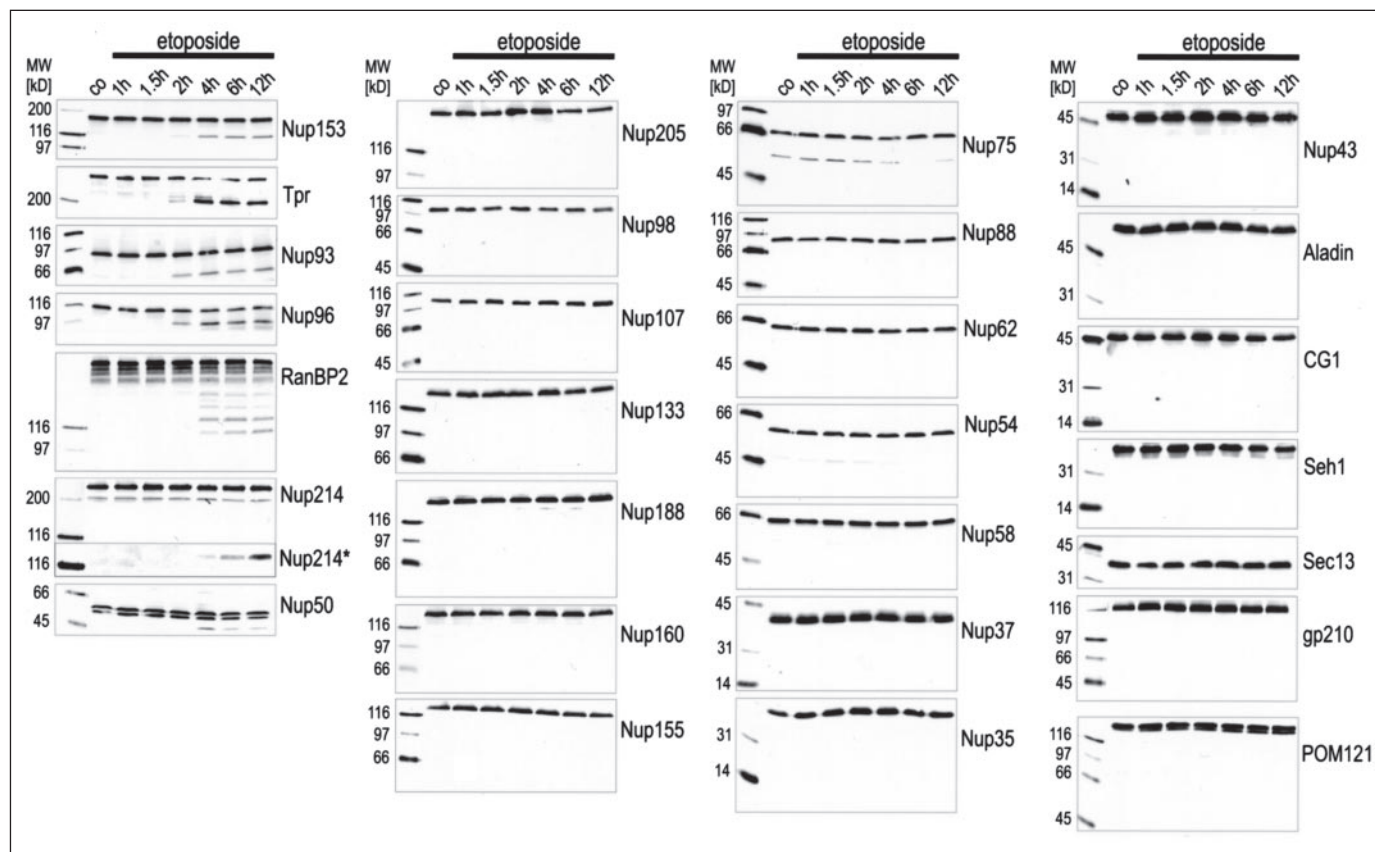 etoposide
MW
[kD]
co 1h 1.5h 2h 4h 6h 12h
200
116
97
Nup153
200
Tpr
116
97
66
Nup93
116
97
Nup96
116
97
RanBP2
200
116
Nup214
116
Nup214*
66
45
Nup50
etoposide
MW
[kD]
co 1h 1.5h 2h 4h 6h 12h
116
97
Nup205
116
97
66
45
Nup98
116
97
66
45
Nup107
116
97
66
Nup133
116
97
66
Nup188
116
97
66
Nup160
116
97
66
Nup155
etoposide
MW
[kD]
co 1h 1.5h 2h 4h 6h 12h
97
66
45
Nup75
116
97
66
45
Nup88
66
45
Nup62
66
45
Nup54
66
45
Nup58
45
31
14
Nup37
31
14
Nup35
etoposide
MW
[kD]
co 1h 1.5h 2h 4h 6h 12h
45
31
14
Nup43
45
31
Aladin
45
31
14
CG1
31
14
Seh1
45
31
Sec13
116
97
66
45
gp210
116
97
66
45
POM121